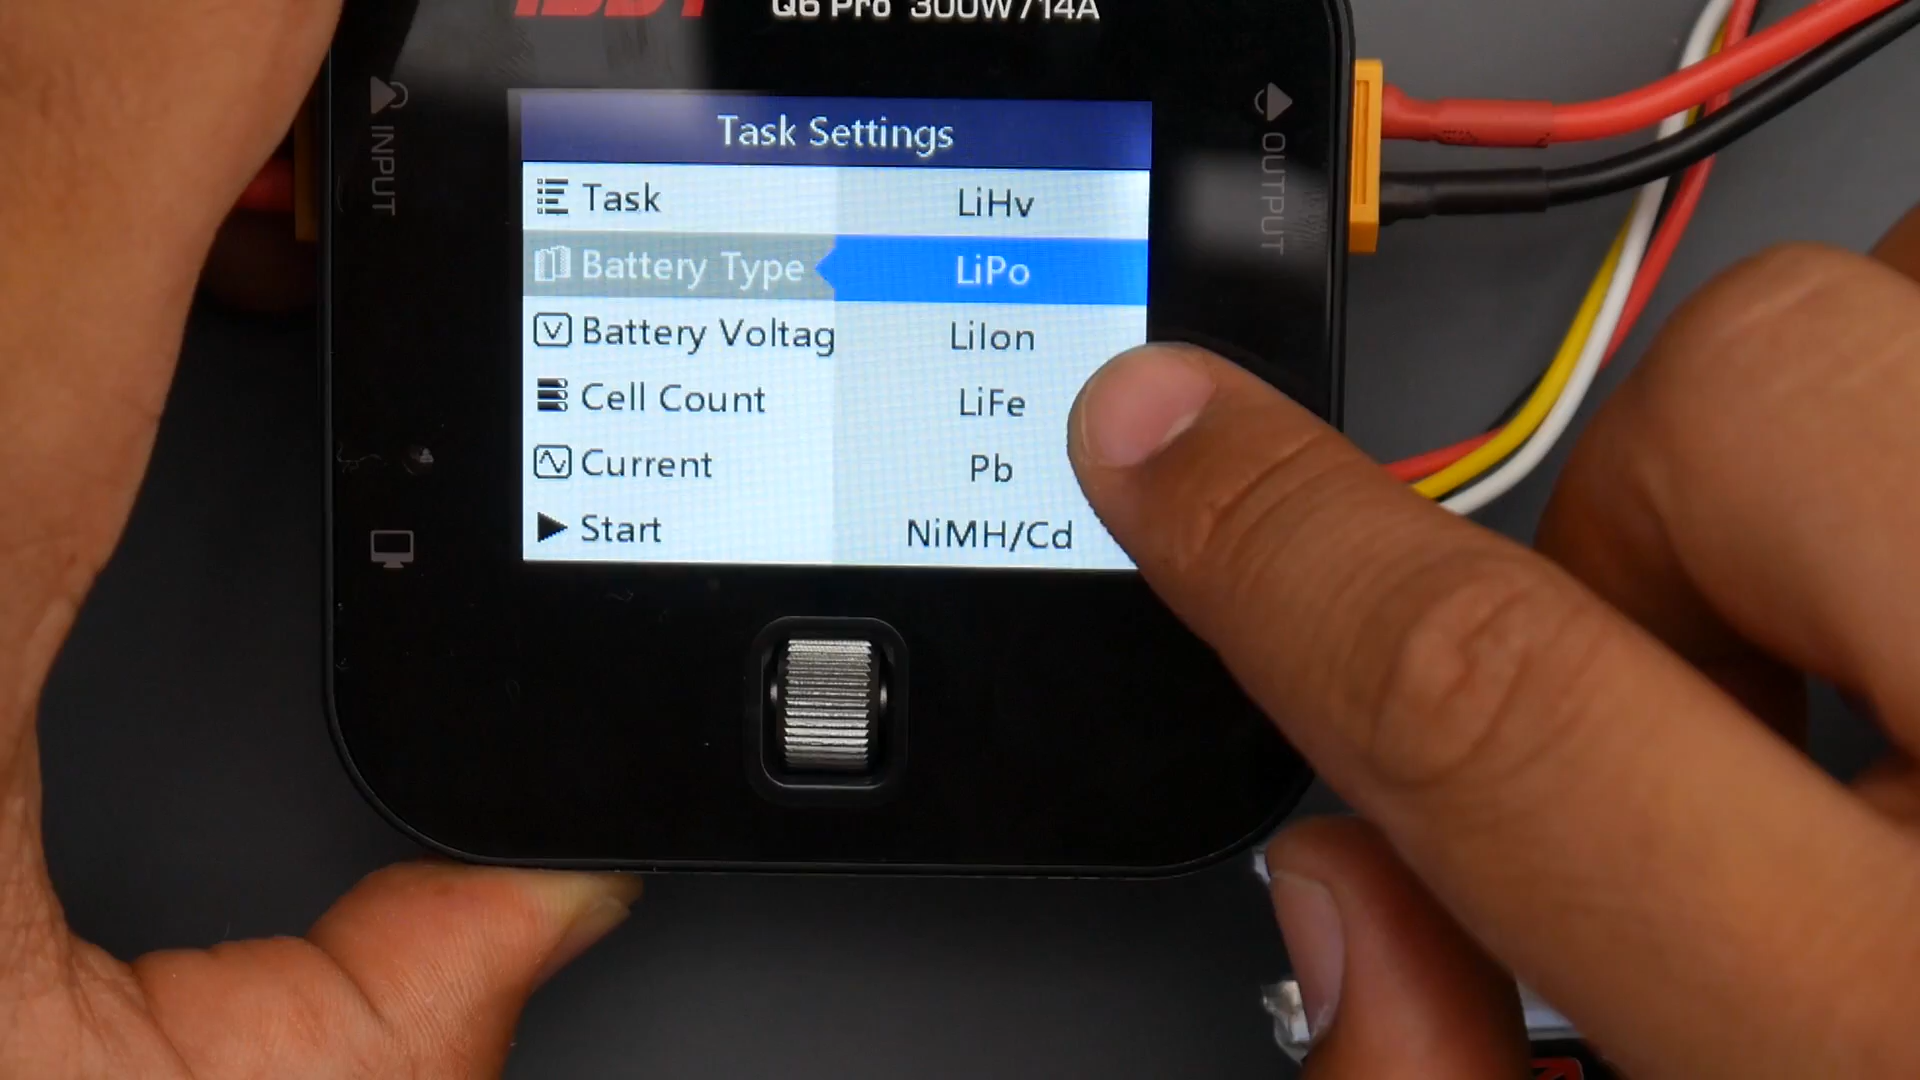 Q6 Pro 300W/14A
INPUT
OUTPUT
Task Settings
Task LiHv
Battery Type LiPo
Battery Voltag LiIon
Cell Count LiFe
Current Pb
Start NiMH/Cd